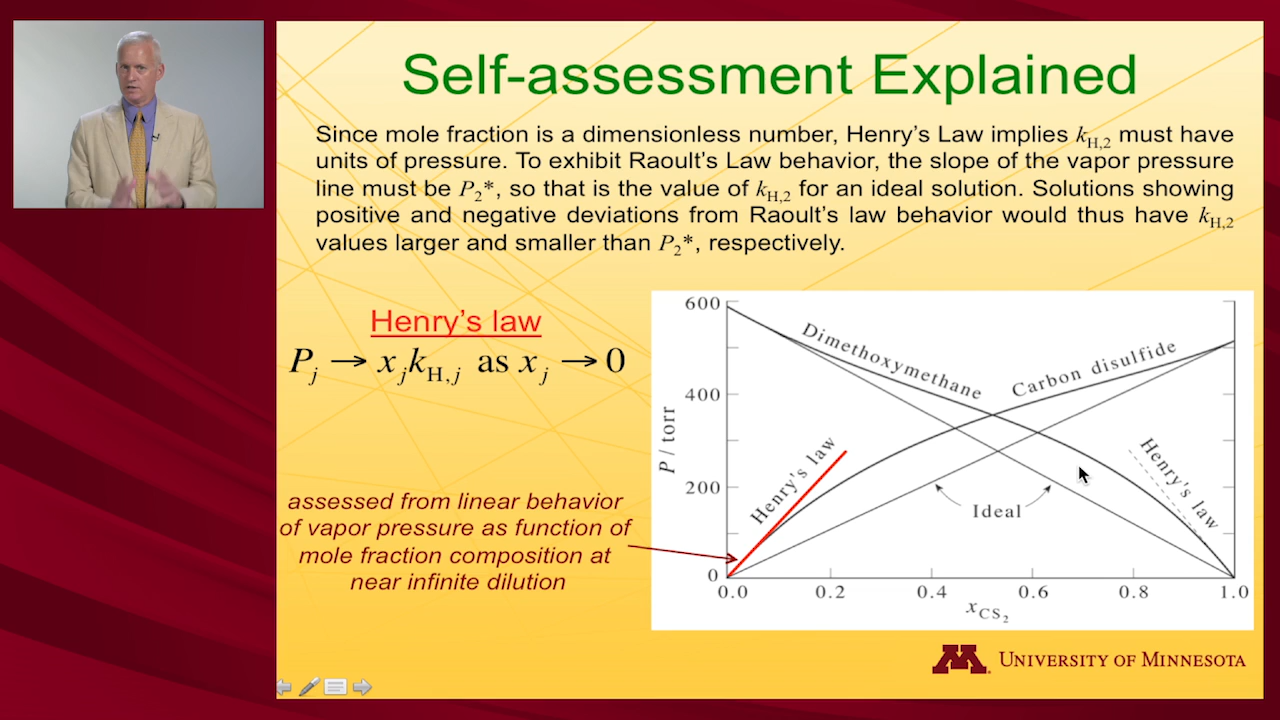 Self-assessment Explained
Since mole fraction is a dimensionless number, Henry's Law implies kH,2 must have
units of pressure. To exhibit Raoult's Law behavior, the slope of the vapor pressure
line must be P2*, so that is the value of kH,2 for an ideal solution. Solutions showing
positive and negative deviations from Raoult's law behavior would thus have kH,2
values larger and smaller than P2*, respectively.
Henry's law
Pj → xjkH,j as xj → 0
assessed from linear behavior
of vapor pressure as function of
mole fraction composition at
near infinite dilution
600
400
200
0
P / torr
Dimethoxymethane
Carbon disulfide
Henry's law
Henry's law
Ideal
0.0 0.2 0.4 0.6 0.8 1.0
xCS2
M UNIVERSITY OF MINNESOTA